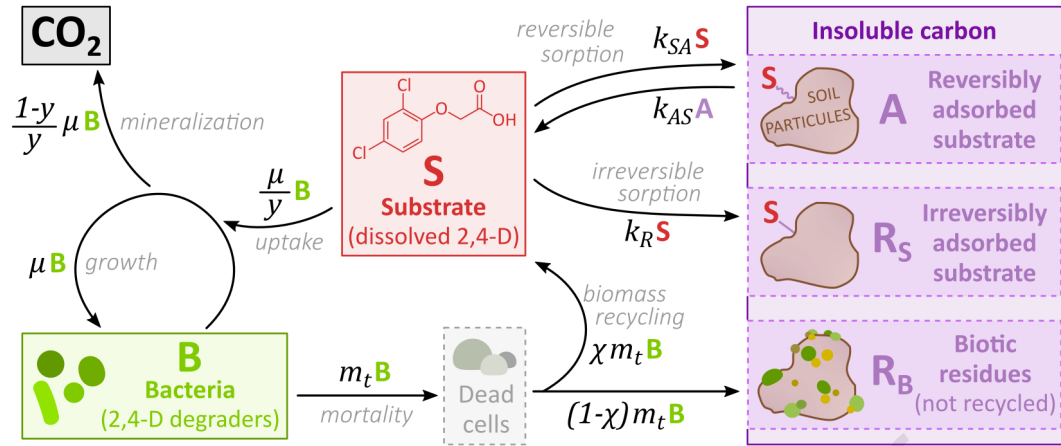 CO₂
1-y
y
μB
mineralization
μB
growth
μ
y
B
uptake
Cl
Cl
O
O
OH
S
Substrate
(dissolved 2,4-D)
reversible
sorption
k_SA S
k_AS A
irreversible
sorption
k_R S
biomass
recycling
χ m_t B
(1-χ) m_t B
B
Bacteria
(2,4-D degraders)
m_t B
mortality
Dead
cells
Insoluble carbon
S
SOIL
PARTICULES
A
Reversibly
adsorbed
substrate
S
R_S
Irreversibly
adsorbed
substrate
R_B
Biotic
residues
(not recycled)